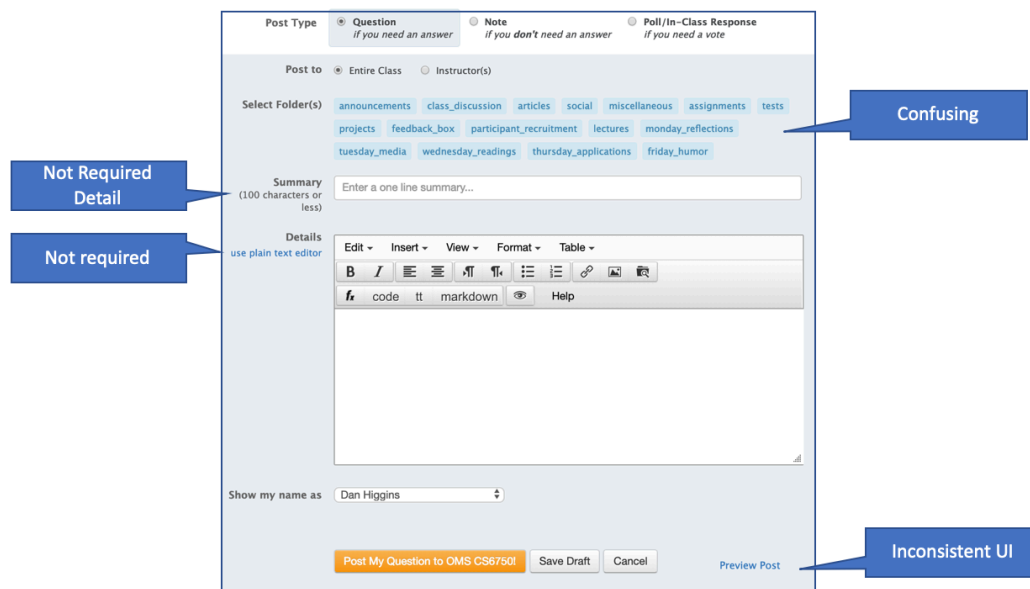 Post Type
Question
if you need an answer
Note
if you don't need an answer
Poll/In-Class Response
if you need a vote
Post to
Entire Class
Instructor(s)
Select Folder(s)
announcements class_discussion articles social miscellaneous assignments tests
projects feedback_box participant_recruitment lectures monday_reflections
tuesday_media wednesday_readings thursday_applications friday_humor
Confusing
Not Required
Detail
Summary
(100 characters or
less)
Enter a one line summary...
Not required
Details
use plain text editor
Edit Insert View Format Table
B I
fx code tt markdown Help
Show my name as
Dan Higgins
Post My Question to OMS CS6750!
Save Draft
Cancel
Preview Post
Inconsistent UI